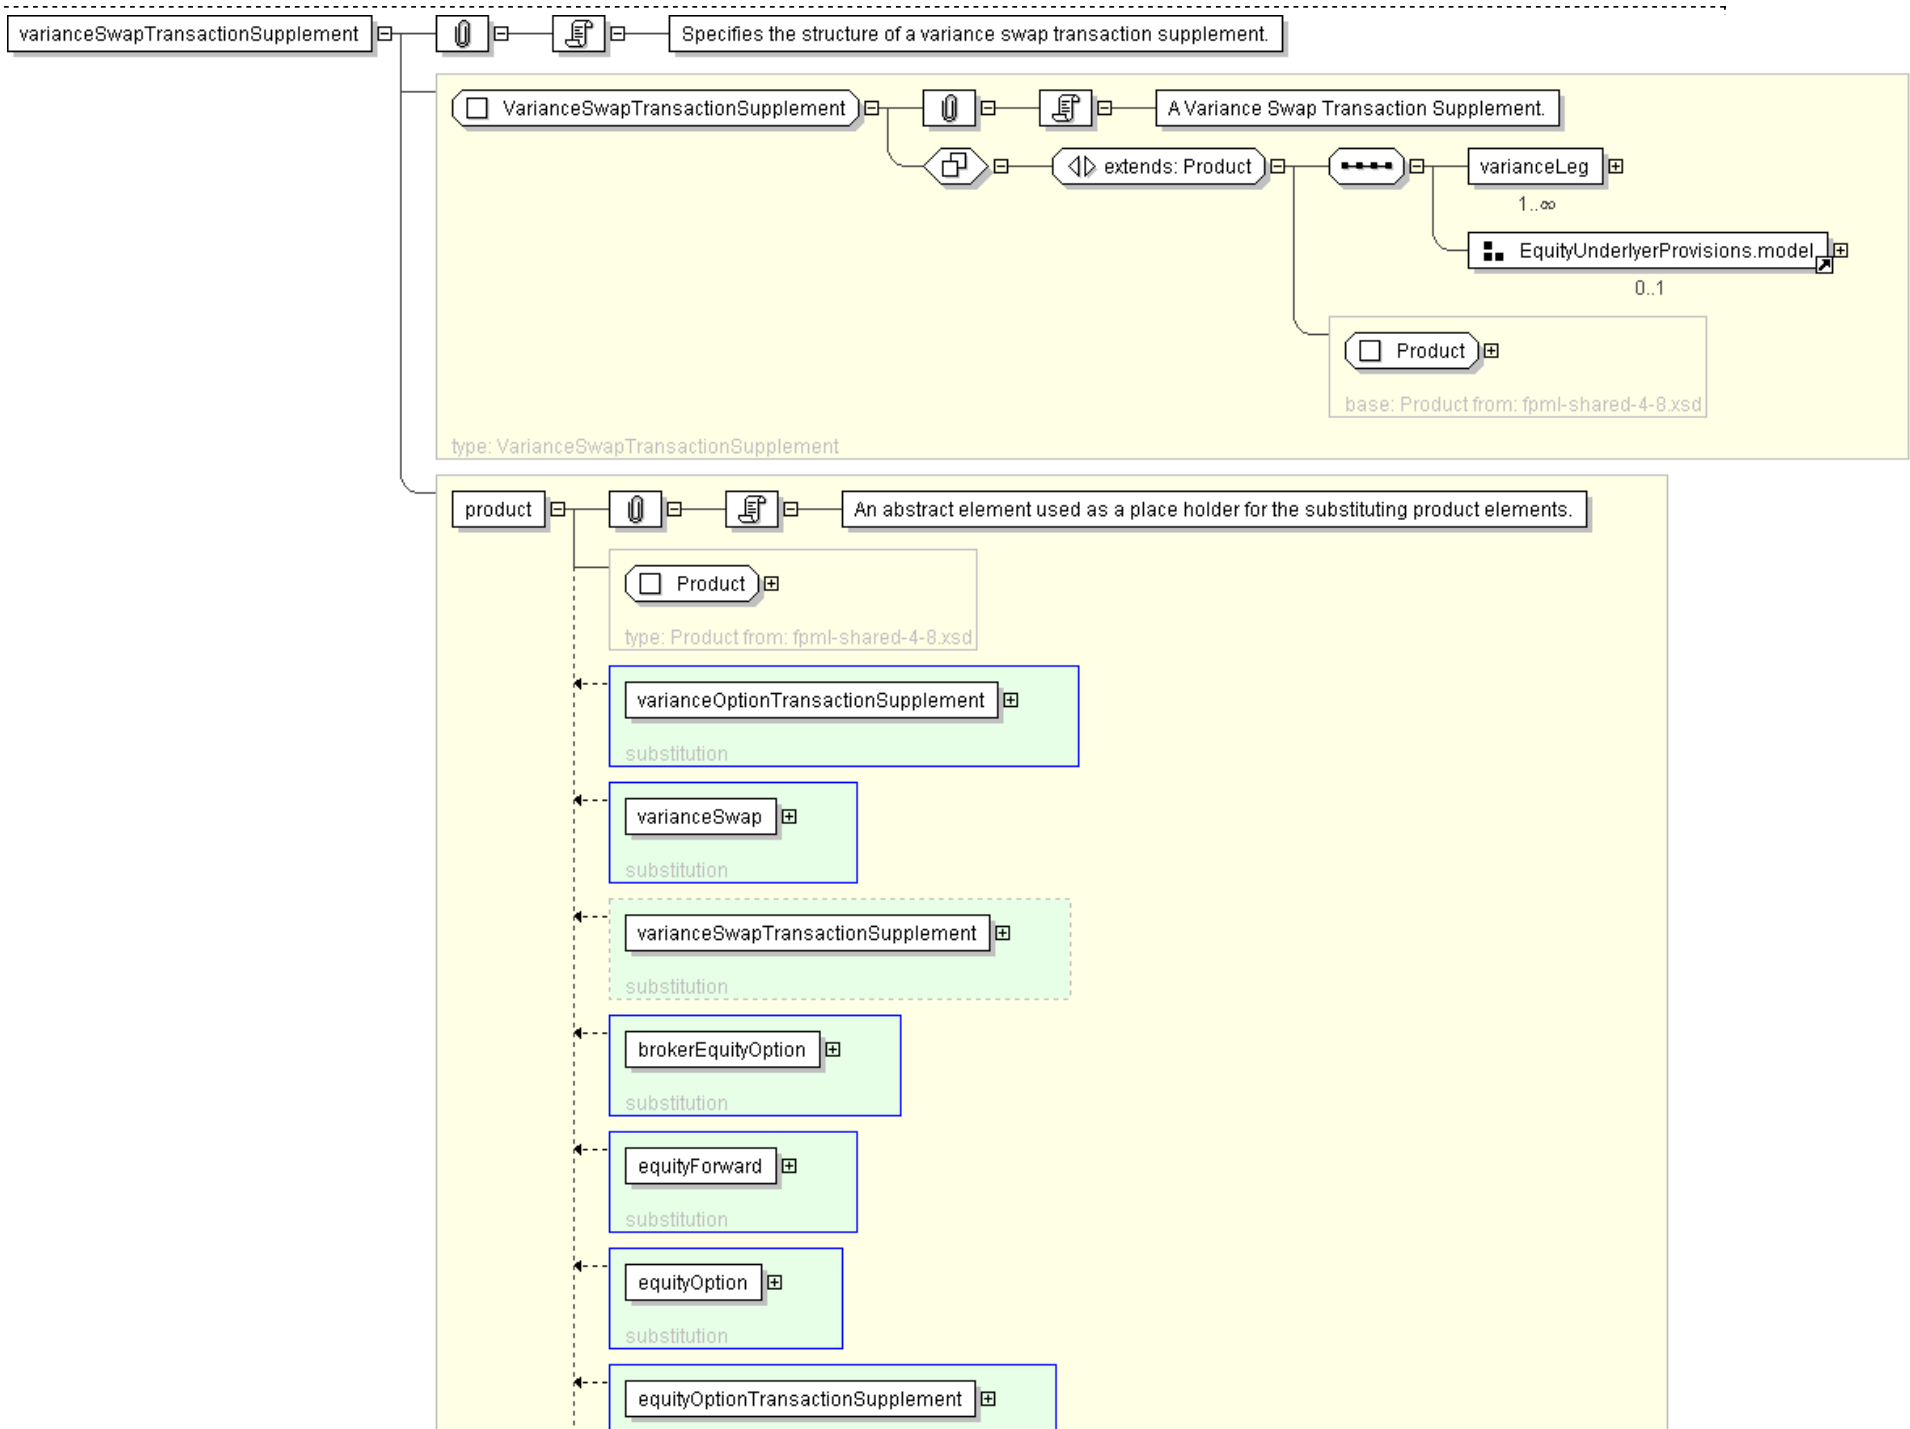 varianceSwapTransactionSupplement Specifies the structure of a variance swap transaction supplement.
VarianceSwapTransactionSupplement A Variance Swap Transaction Supplement.
extends: Product varianceLeg
1..∞
EquityUnderlyerProvisions.model
0..1
Product
base: Product from: fpml-shared-4-8.xsd
type: VarianceSwapTransactionSupplement
product An abstract element used as a place holder for the substituting product elements.
Product
type: Product from: fpml-shared-4-8.xsd
varianceOptionTransactionSupplement
substitution
varianceSwap
substitution
varianceSwapTransactionSupplement
substitution
brokerEquityOption
substitution
equityForward
substitution
equityOption
substitution
equityOptionTransactionSupplement